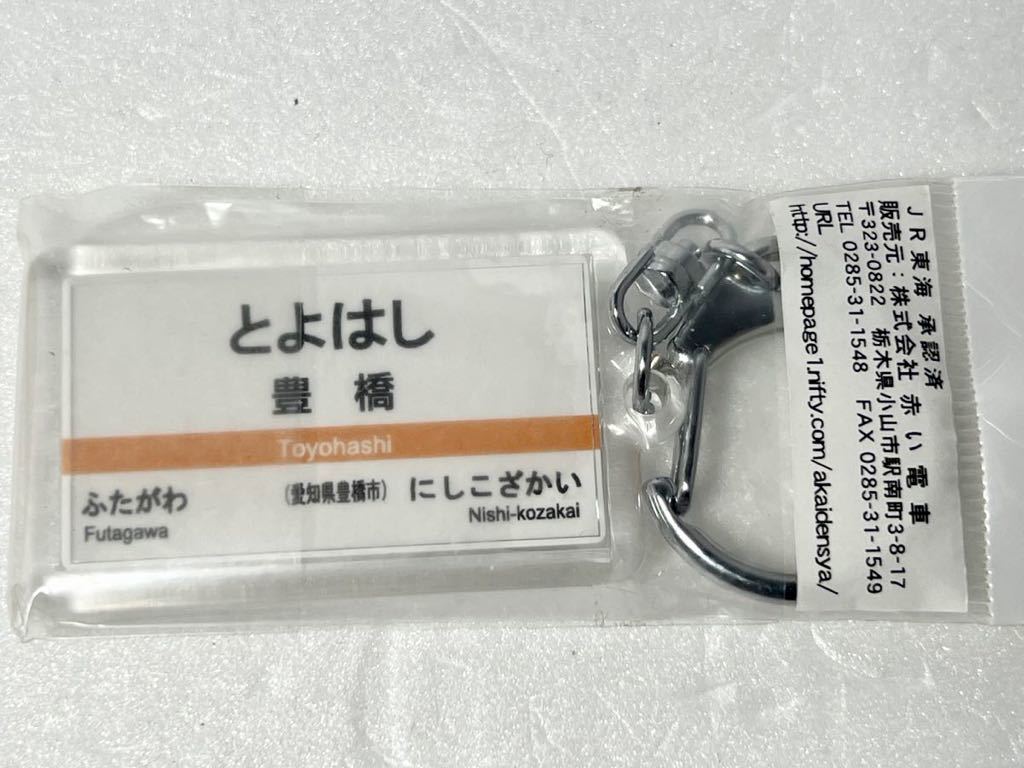 とよはし
豊橋
Toyohashi
ふたがわ
Futagawa
(愛知県豊橋市)
にしこざかい
Nishi-kozakai
JR東海 承認済
販売元:株式会社 赤い電車
〒323-0822 栃木県小山市駅南町3-8-17
TEL 0285-31-1548 FAX 0285-31-1549
URL
http://homepage1.nifty.com/akaidensya/